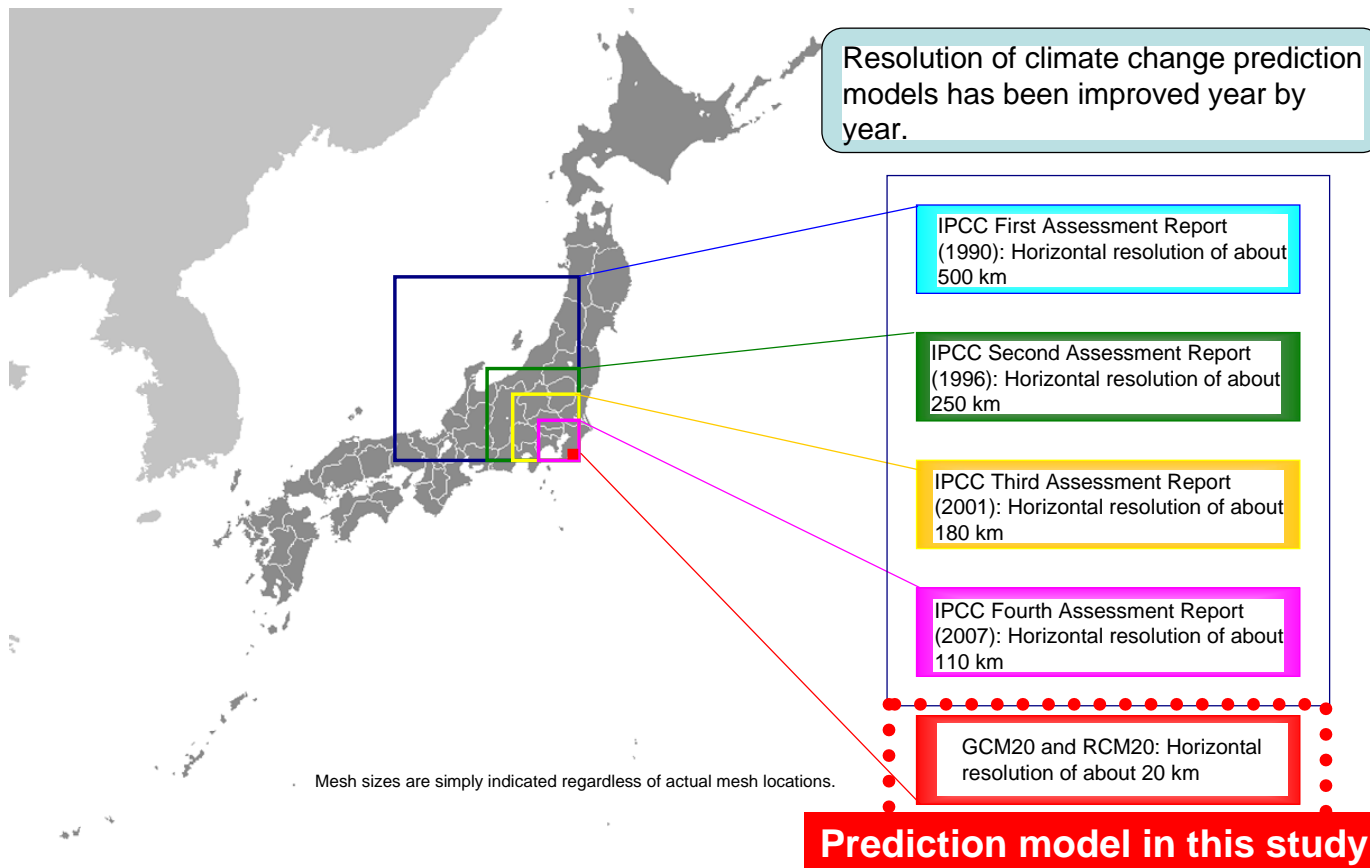 Resolution of climate change prediction
models has been improved year by
year.
IPCC First Assessment Report
(1990): Horizontal resolution of about
500 km
IPCC Second Assessment Report
(1996): Horizontal resolution of about
250 km
IPCC Third Assessment Report
(2001): Horizontal resolution of about
180 km
IPCC Fourth Assessment Report
(2007): Horizontal resolution of about
110 km
GCM20 and RCM20: Horizontal
resolution of about 20 km
Mesh sizes are simply indicated regardless of actual mesh locations.
Prediction model in this study